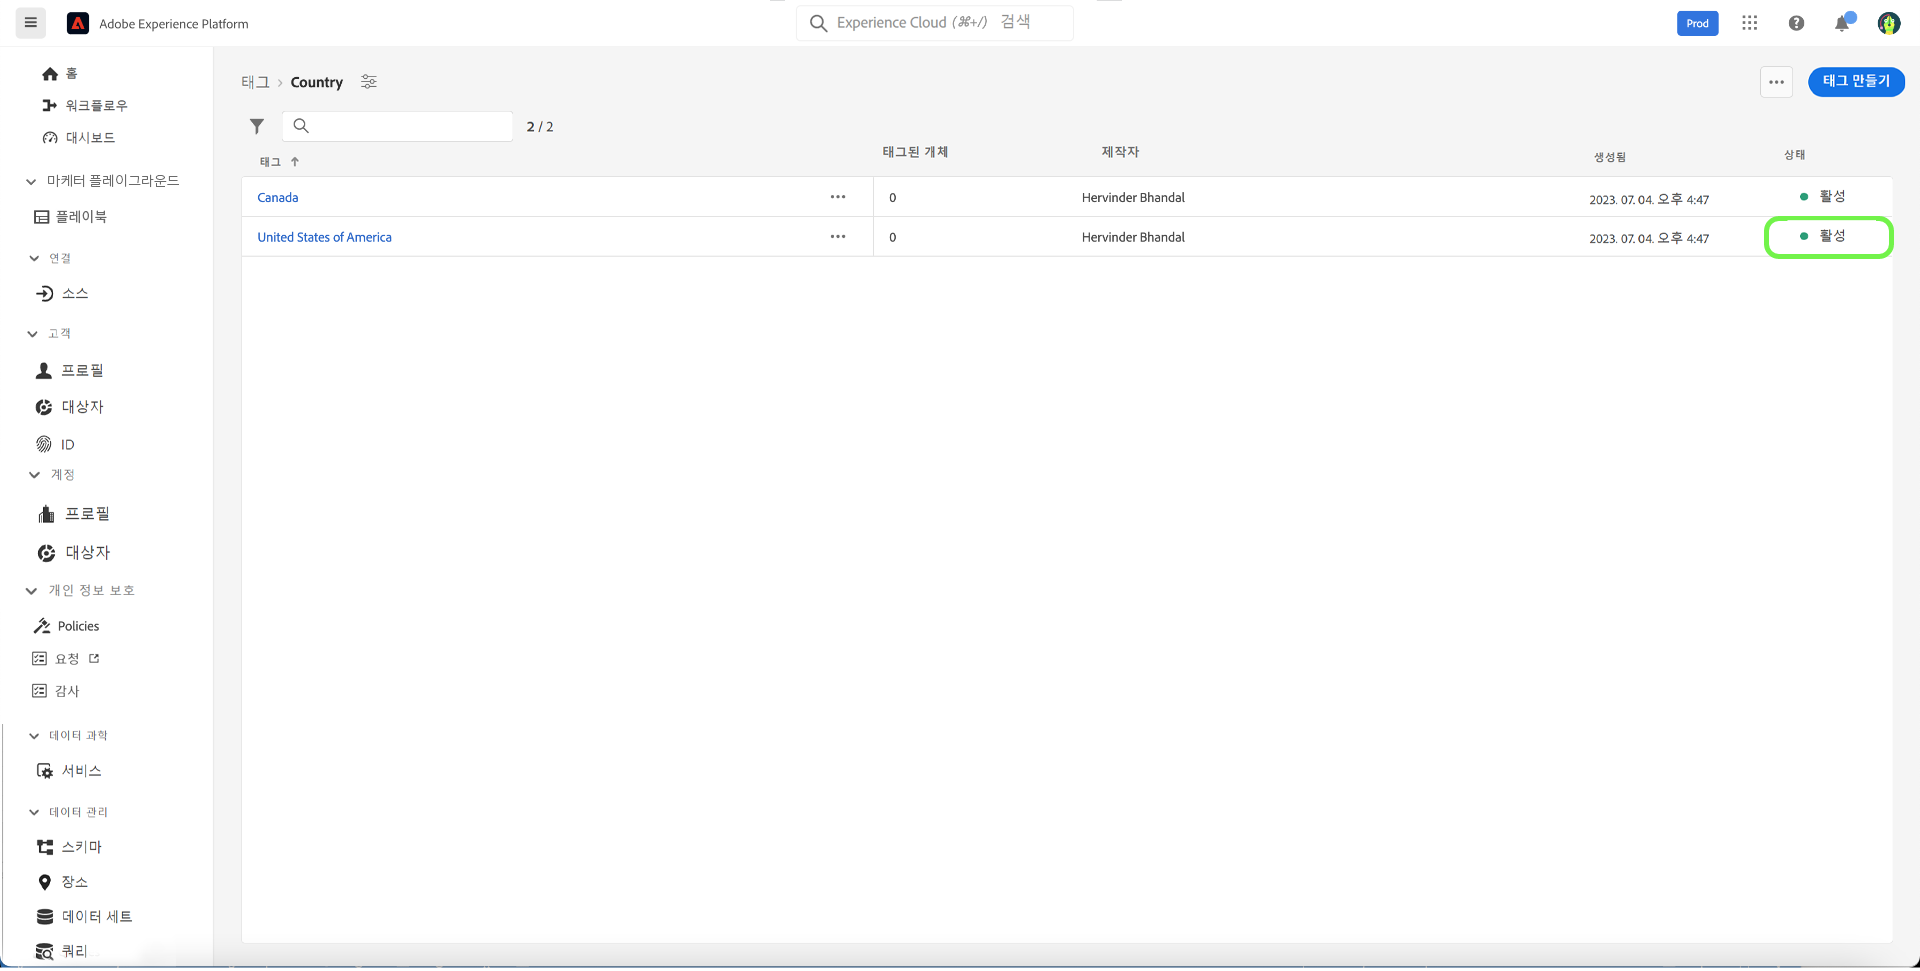 Adobe Experience Platform
Experience Cloud (⌘+/) 검색
Prod
홈
워크플로우
대시보드
마케터 플레이그라운드
플레이북
연결
소스
고객
프로필
대상자
ID
계정
프로필
대상자
개인 정보 보호
Policies
요청
감사
데이터 과학
서비스
데이터 관리
스키마
장소
데이터 세트
쿼리
태그 › Country
태그 만들기
2 / 2
태그 ↑ 태그된 개체 제작자 생성됨 상태
Canada 0 Hervinder Bhandal 2023. 07. 04. 오후 4:47 활성
United States of America 0 Hervinder Bhandal 2023. 07. 04. 오후 4:47 활성